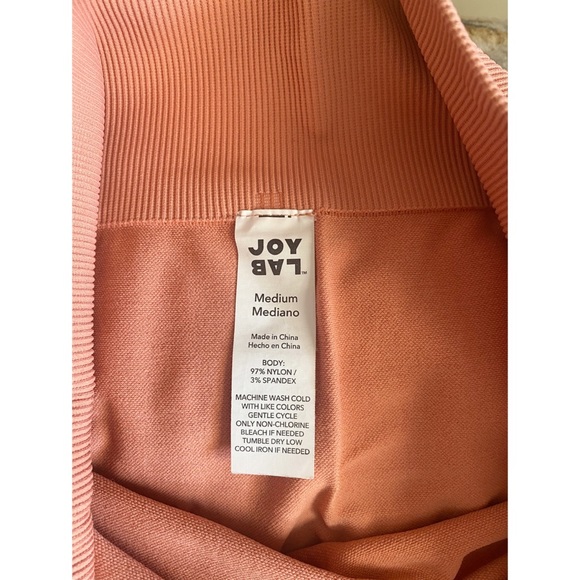 JOY
LAB
™
Medium
Mediano
Made in China
Hecho en China
BODY:
97% NYLON /
3% SPANDEX
MACHINE WASH COLD
WITH LIKE COLORS
GENTLE CYCLE
ONLY NON-CHLORINE
BLEACH IF NEEDED
TUMBLE DRY LOW
COOL IRON IF NEEDED